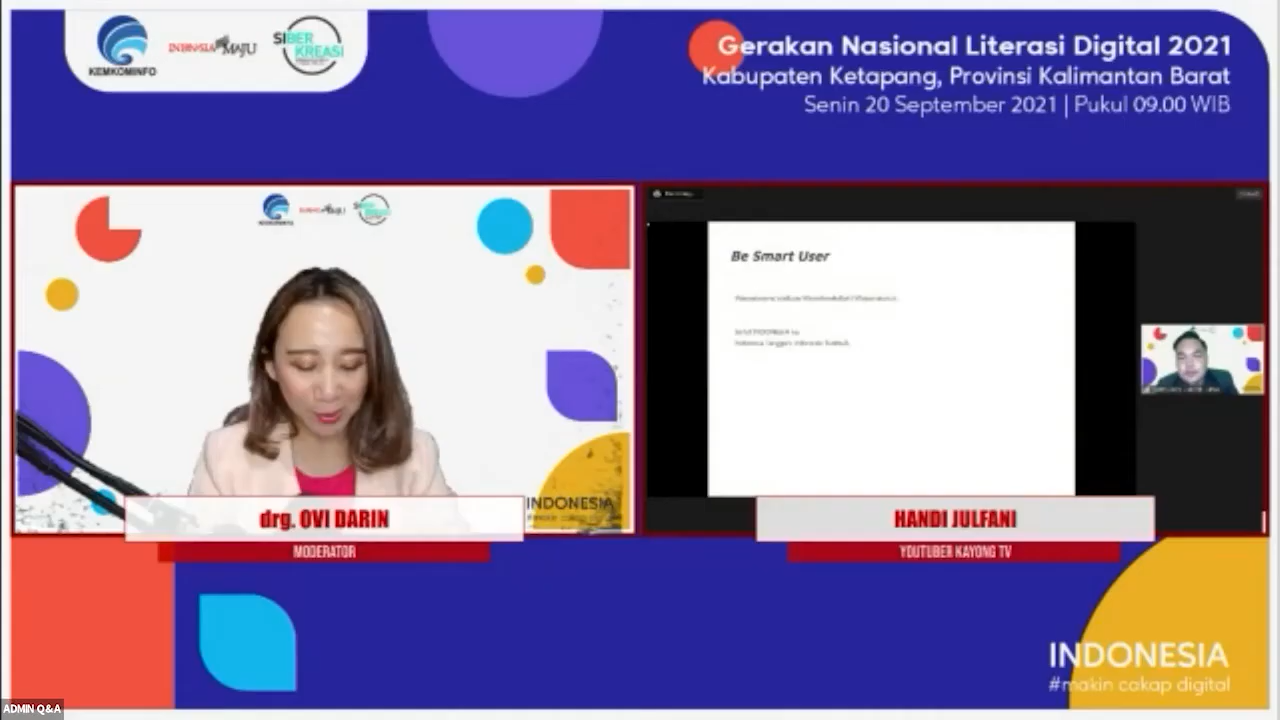 KEMKOMINFO
INDONESIA MAJU
SIBER
KREASI
Gerakan Nasional Literasi Digital 2021
Kabupaten Ketapang, Provinsi Kalimantan Barat
Senin 20 September 2021 | Pukul 09.00 WIB
Be Smart User
INDONESIA
drg. OVI DARIN
MODERATOR
HANDI JULFANI
YOUTUBER KAYONG TV
INDONESIA
#makin cakap digital
ADMIN Q&A